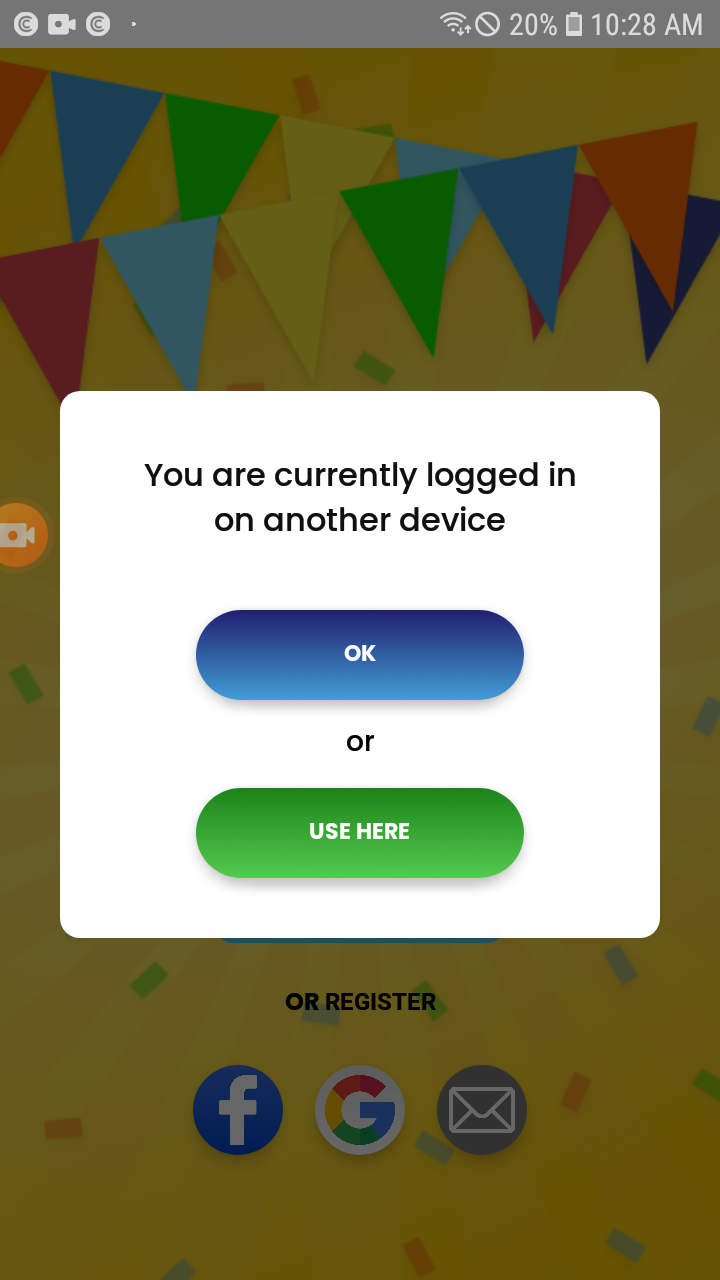 20% 10:28 AM
You are currently logged in
on another device
OK
or
USE HERE
OR REGISTER